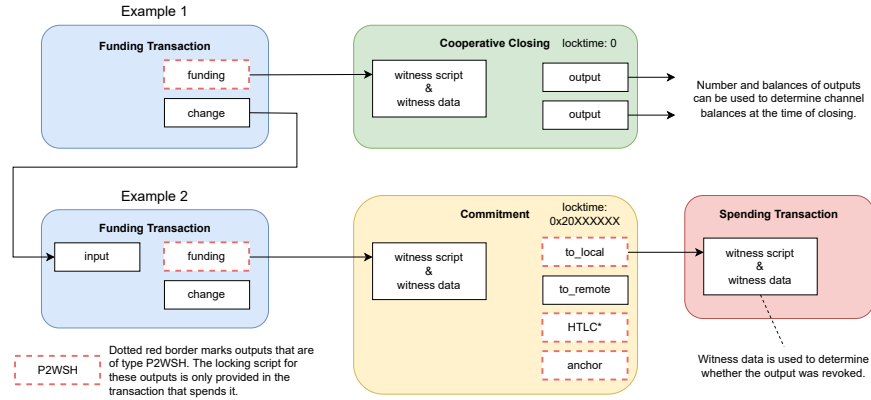 Example 1
Funding Transaction
funding
change
Cooperative Closing
locktime: 0
witness script
&
witness data
output
output
Number and balances of outputs
can be used to determine channel
balances at the time of closing.
Example 2
Funding Transaction
input
funding
change
Commitment
locktime:
0x20XXXXXX
witness script
&
witness data
to_local
to_remote
HTLC*
anchor
Spending Transaction
witness script
&
witness data
Witness data is used to determine
whether the output was revoked.
P2WSH
Dotted red border marks outputs that are
of type P2WSH. The locking script for
these outputs is only provided in the
transaction that spends it.